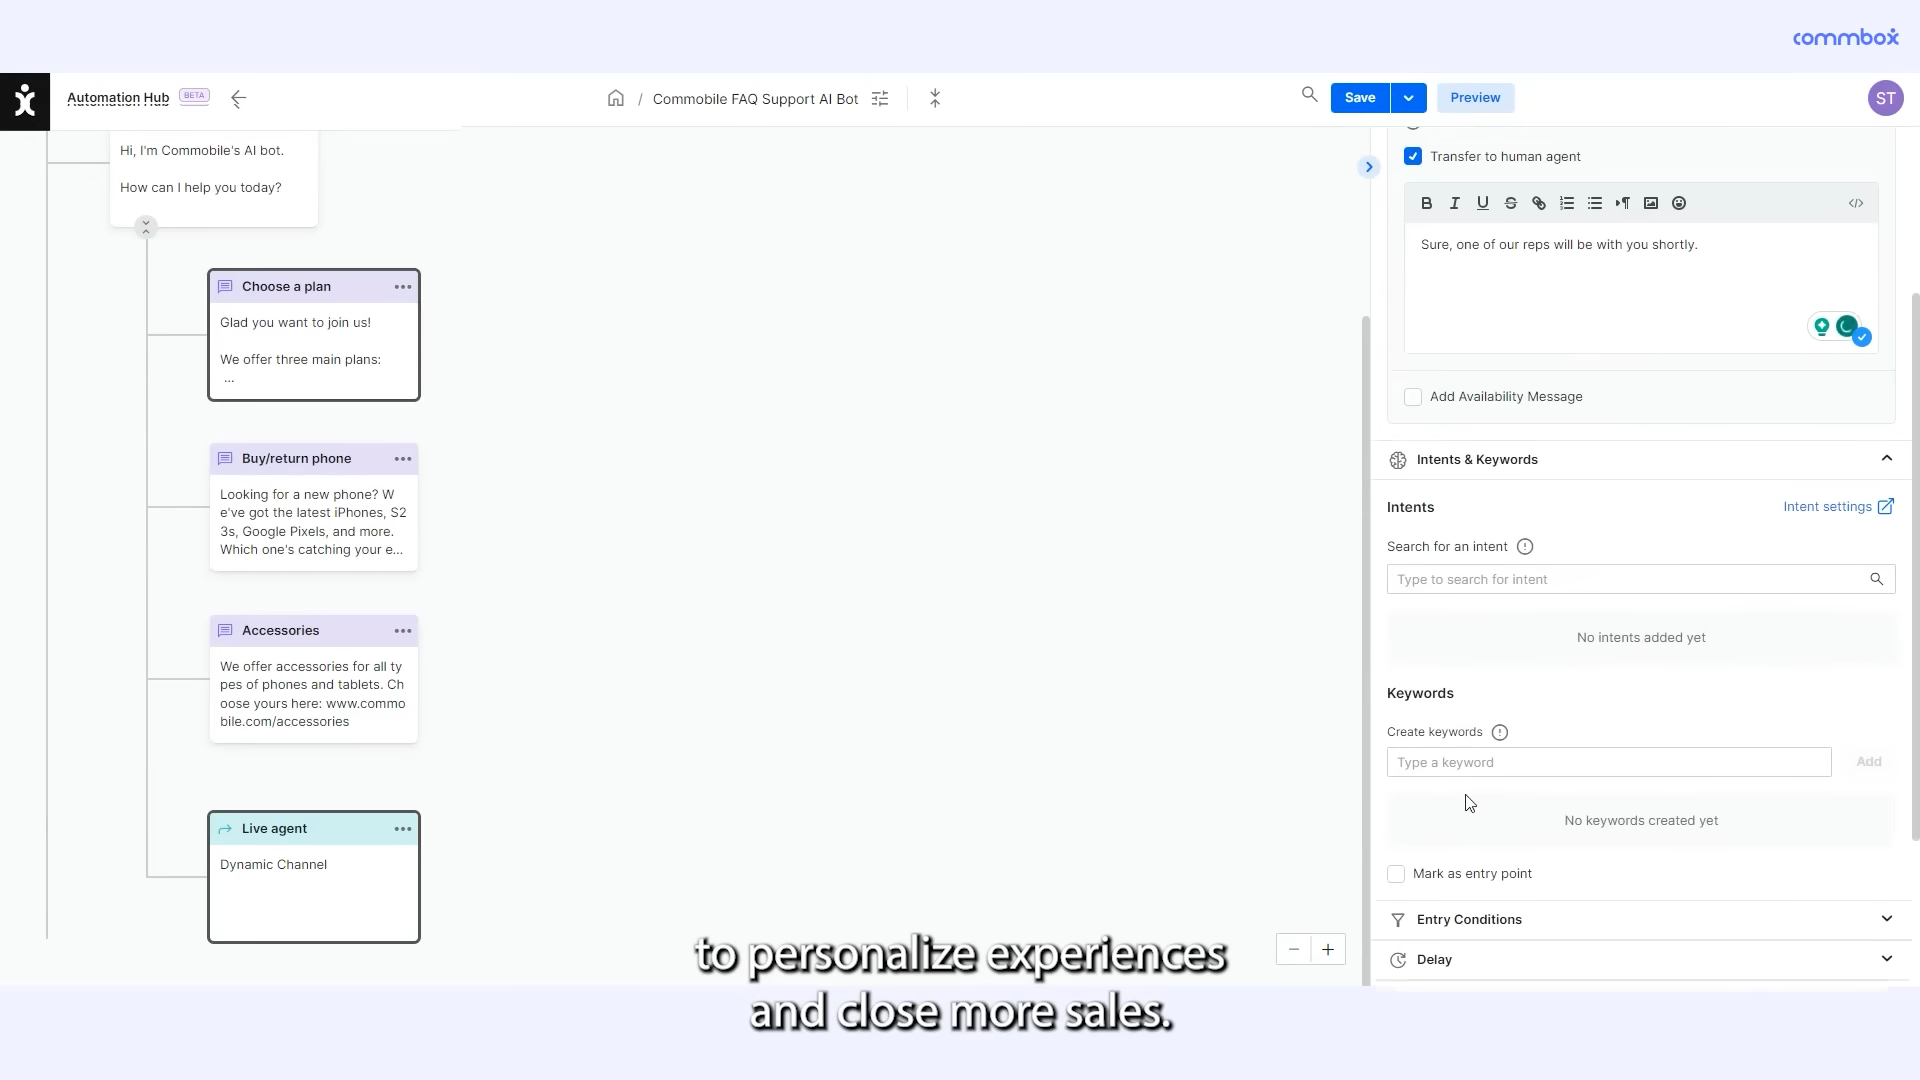 commbox
Automation Hub BETA
/ Commobile FAQ Support AI Bot
Save
Preview
ST
Hi, I'm Commobile's AI bot.
How can I help you today?
Choose a plan
Glad you want to join us!
We offer three main plans:
...
Buy/return phone
Looking for a new phone? W
e've got the latest iPhones, S2
3s, Google Pixels, and more.
Which one's catching your e...
Accessories
We offer accessories for all ty
pes of phones and tablets. Ch
oose yours here: www.commo
bile.com/accessories
Live agent
Dynamic Channel
Transfer to human agent
B I U S
Sure, one of our reps will be with you shortly.
Add Availability Message
Intents & Keywords
Intents
Intent settings
Search for an intent
Type to search for intent
No intents added yet
Keywords
Create keywords
Type a keyword
Add
No keywords created yet
Mark as entry point
Entry Conditions
Delay
to personalize experiences
and close more sales.